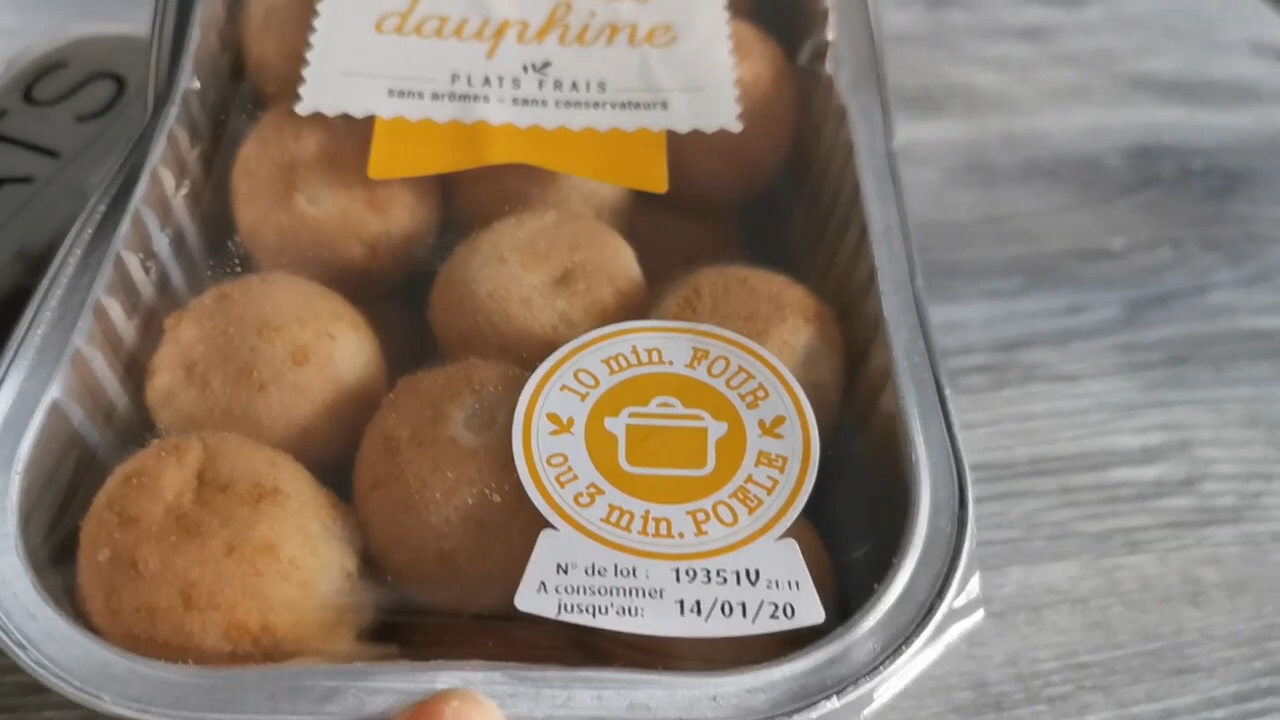 dauphine
PLATS FRAIS
sans arômes - sans conservateurs
10 min. FOUR
ou 3 min. POELE
N° de lot : 19351V 21:11
A consommer
jusqu'au: 14/01/20